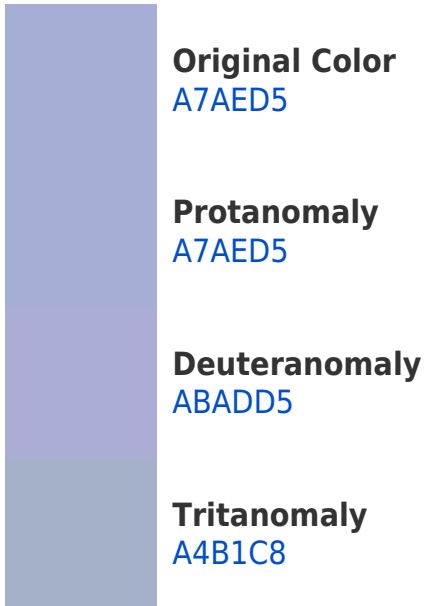 Original Color
A7AED5
Protanomaly
A7AED5
Deuteranomaly
ABADD5
Tritanomaly
A4B1C8